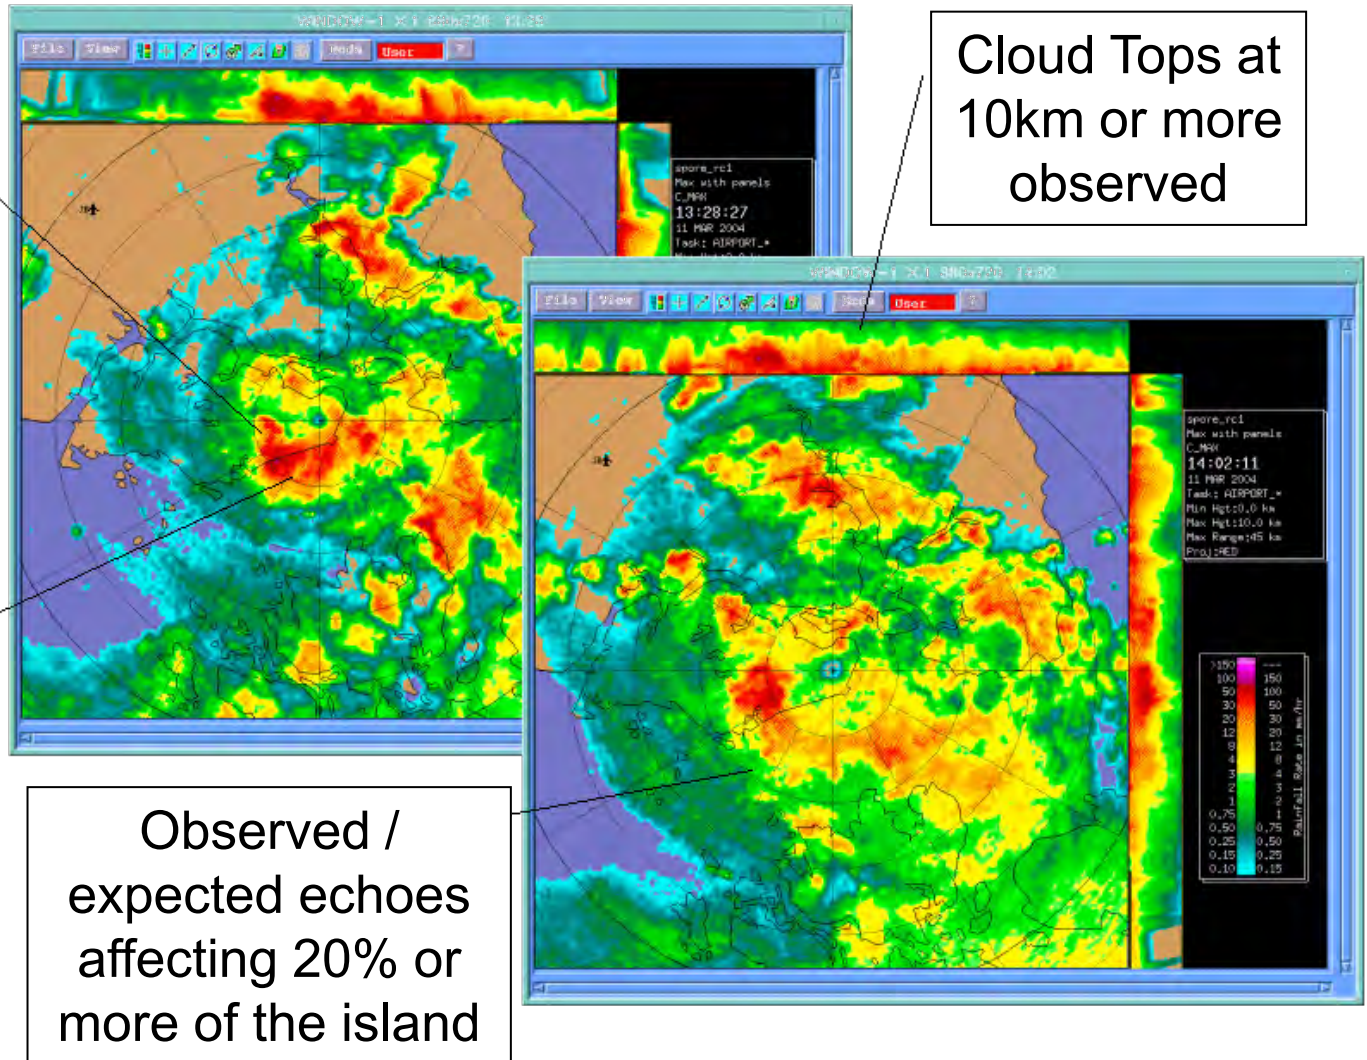 File View Mode User ?
spore_rc1
Max with panels
C_MAX
13:28:27
11 MAR 2004
Task: AIRPORT_*
Cloud Tops at
10km or more
observed
File View Mode User ?
spore_rc1
Max with panels
C_MAX
14:02:11
11 MAR 2004
Task: AIRPORT_*
Min Hgt:0.0 km
Max Hgt:10.0 km
Max Range:45 km
Proj:AED
>150 ---
100 150
50 100
30 50
20 30
12 20
8 12
4 8
3 4
2 3
1 2
0.75 1
0.50 0.75
0.25 0.50
0.15 0.25
0.10 0.15
Rainfall Rate in mm/hr
Observed /
expected echoes
affecting 20% or
more of the island